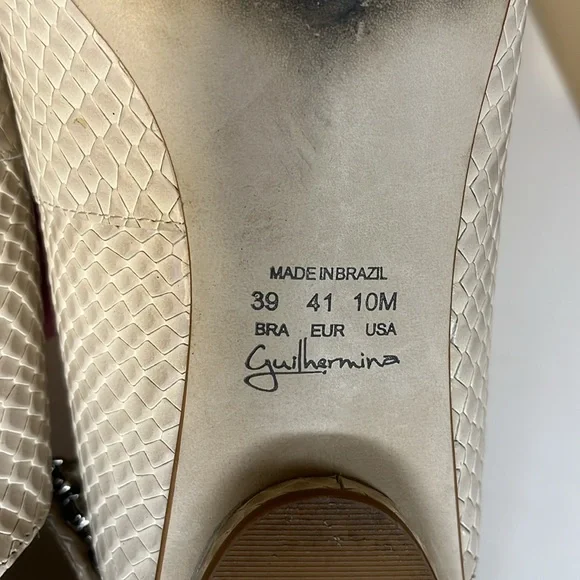 MADE IN BRAZIL
39 41 10M
BRA EUR USA
Guilhermina